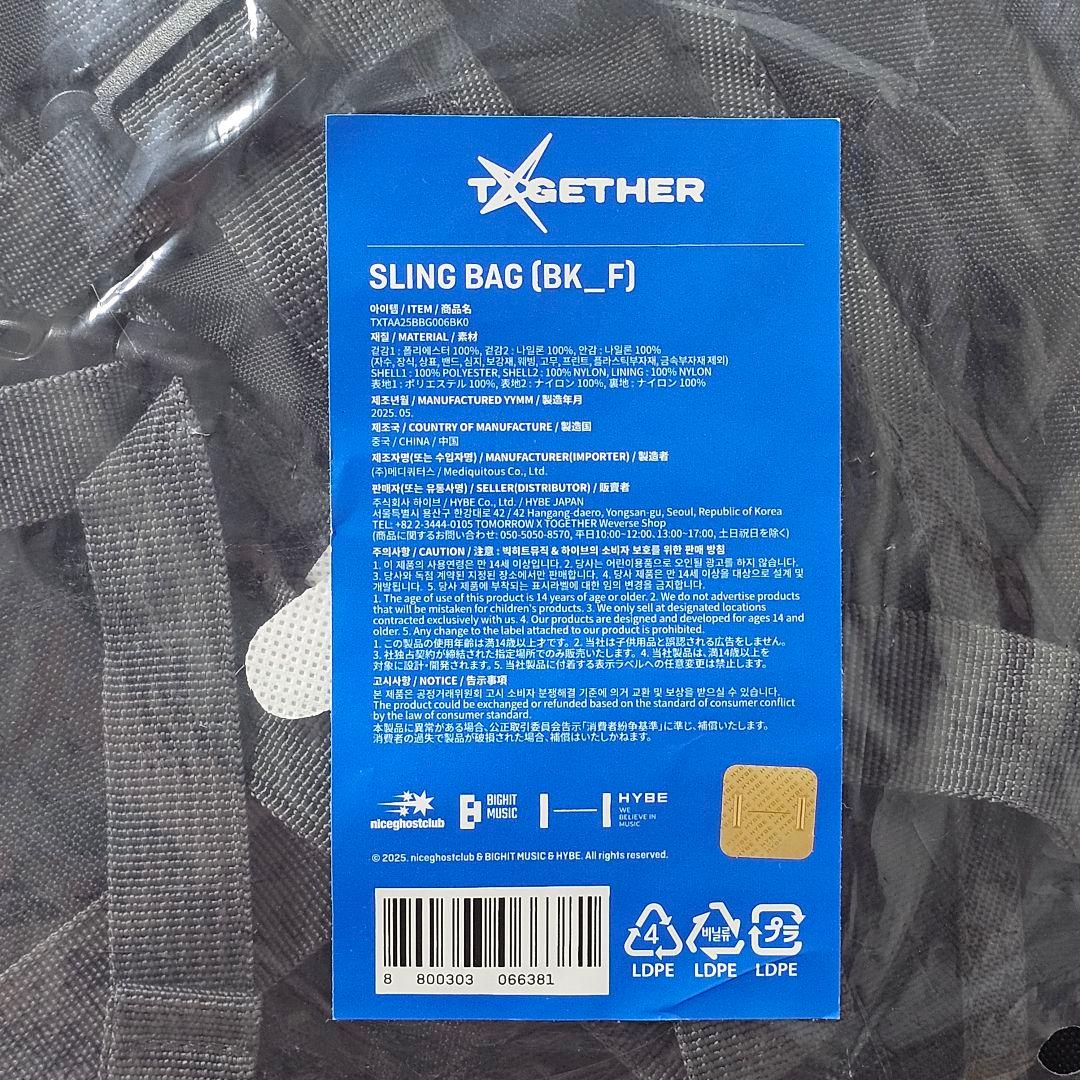 TXGETHER
SLING BAG (BK_F)
아이템 / ITEM / 商品名
TXTAA25BBG006BK0
재질 / MATERIAL / 素材
겉감1 : 폴리에스터 100%, 겉감2 : 나일론 100%, 안감 : 나일론 100%
(자수, 장식, 상표, 밴드, 심지, 보강재, 웨빙, 고무, 프린트, 플라스틱부자재, 금속부자재 제외)
SHELL1 : 100% POLYESTER, SHELL2 : 100% NYLON, LINING : 100% NYLON
表地1 : ポリエステル 100%, 表地2 : ナイロン 100%, 裏地 : ナイロン 100%
제조년월 / MANUFACTURED YYMM / 製造年月
2025. 05.
제조국 / COUNTRY OF MANUFACTURE / 製造国
중국 / CHINA / 中国
제조자명(또는 수입자명) / MANUFACTURER(IMPORTER) / 製造者
(주)메디쿼터스 / Mediquitous Co., Ltd.
판매자(또는 유통사명) / SELLER(DISTRIBUTOR) / 販賣者
주식회사 하이브 / HYBE Co., Ltd. / HYBE JAPAN
서울특별시 용산구 한강대로 42 / 42 Hangang-daero, Yongsan-gu, Seoul, Republic of Korea
TEL: +82 2-3444-0105 TOMORROW X TOGETHER Weverse Shop
(商品に関するお問い合わせ: 050-5050-8570, 平日10:00~12:00、13:00~17:00, 土日祝日を除く)
주의사항 / CAUTION / 注意 : 빅히트뮤직 & 하이브의 소비자 보호를 위한 판매 방침
1. 이 제품의 사용연령은 만 14세 이상입니다. 2. 당사는 어린이용품으로 오인될 광고를 하지 않습니다.
3. 당사와 독점 계약된 지정된 장소에서만 판매합니다. 4. 당사 제품은 만 14세 이상을 대상으로 설계 및
개발됩니다. 5. 당사 제품에 부착되는 표시라벨에 대한 임의 변경을 금지합니다.
1. The age of use of this product is 14 years of age or older. 2. We do not advertise products
that will be mistaken for children's products. 3. We only sell at designated locations
contracted exclusively with us. 4. Our products are designed and developed for ages 14 and
older. 5. Any change to the label attached to our product is prohibited.
1. この製品の使用年齢は満14歳以上才です。2. 当社は子供用品と誤認される広告をしません。
3. 社独占契約が締結された指定場所でのみ販売いたします。4. 当社製品は、満14歳以上を
対象に設計・開発されます。5. 当社製品に付着する表示ラベルへの任意変更は禁止します。
고시사항 / NOTICE / 告示事項
본 제품은 공정거래위원회 고시 소비자 분쟁해결 기준에 의거 교환 및 보상을 받으실 수 있습니다.
The product could be exchanged or refunded based on the standard of consumer conflict
by the law of consumer standard.
本製品に異常がある場合、公正取引委員会告示「消費者紛争基準」に準じ、補償いたします。
消費者の過失で製品が破損された場合、補償はいたしかねます。
niceghostclub
BIGHIT
MUSIC
HYBE
WE
BELIEVE IN
MUSIC
© 2025. niceghostclub & BIGHIT MUSIC & HYBE. All rights reserved.
8 800303 066381
4 비닐류 プラ
LDPE LDPE LDPE